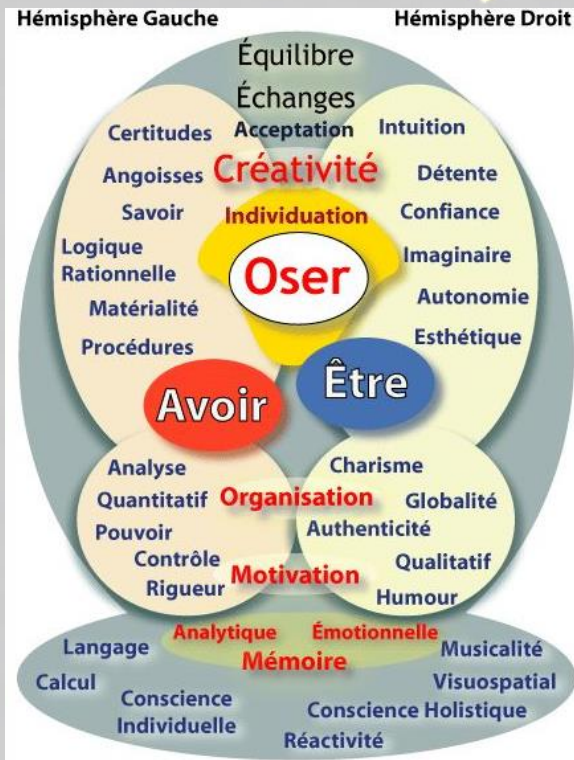 Hémisphère Gauche
Hémisphère Droit
Équilibre
Échanges
Certitudes
Acceptation
Intuition
Angoisses
Créativité
Détente
Savoir
Individuation
Confiance
Logique
Rationnelle
Oser
Imaginaire
Matérialité
Autonomie
Procédures
Esthétique
Avoir
Être
Analyse
Charisme
Quantitatif
Organisation
Globalité
Pouvoir
Authenticité
Contrôle
Qualitatif
Rigueur
Motivation
Humour
Langage
Analytique
Émotionnelle
Musicalité
Mémoire
Calcul
Visuospatial
Conscience
Individuelle
Conscience Holistique
Réactivité